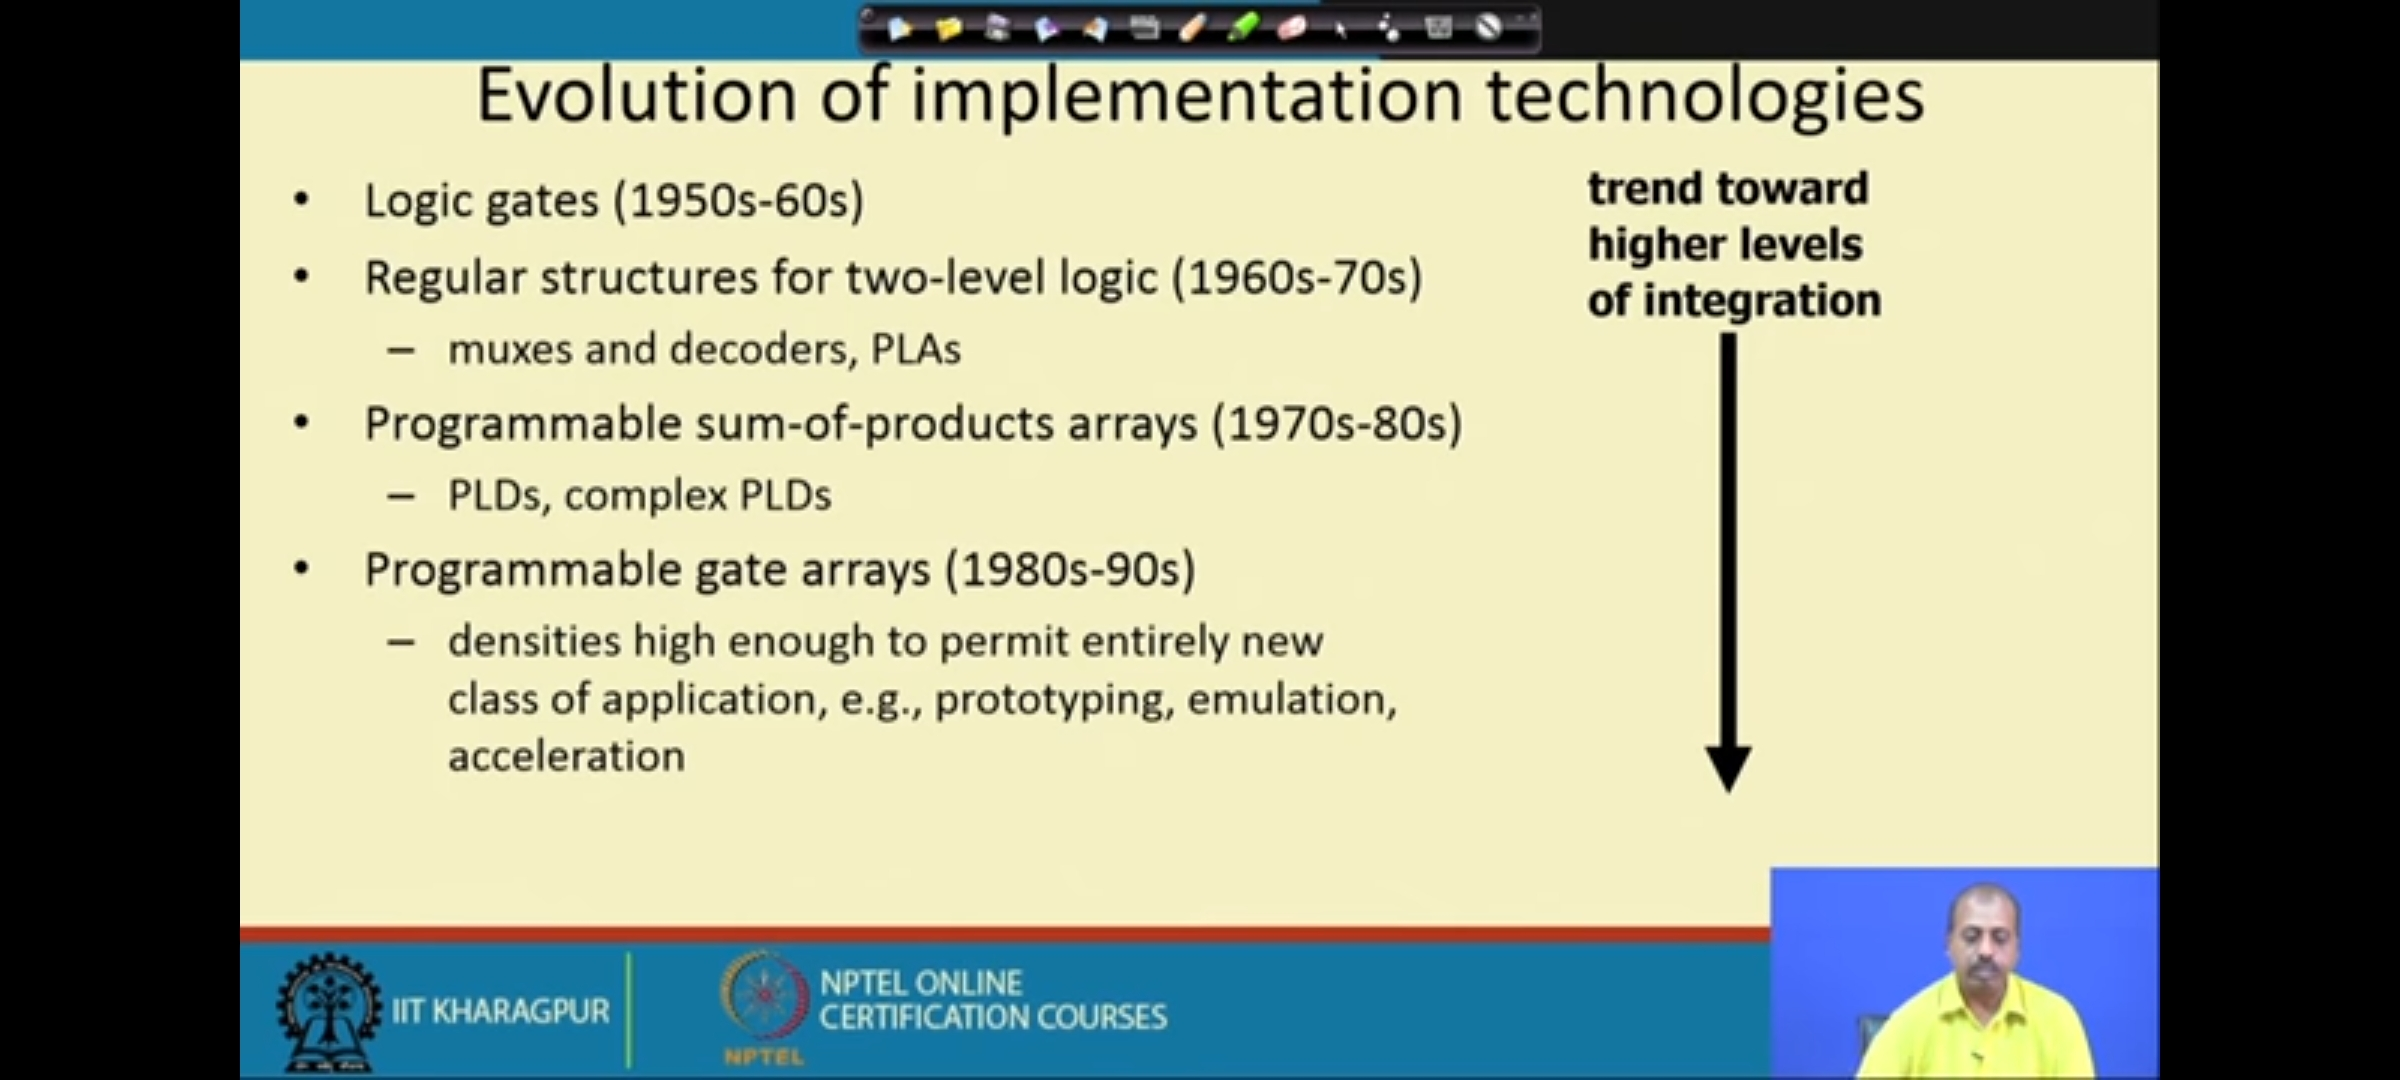 Evolution of implementation technologies
• Logic gates (1950s-60s)
• Regular structures for two-level logic (1960s-70s)
– muxes and decoders, PLAs
• Programmable sum-of-products arrays (1970s-80s)
– PLDs, complex PLDs
• Programmable gate arrays (1980s-90s)
– densities high enough to permit entirely new
class of application, e.g., prototyping, emulation,
acceleration
trend toward
higher levels
of integration
IIT KHARAGPUR
NPTEL
NPTEL ONLINE
CERTIFICATION COURSES